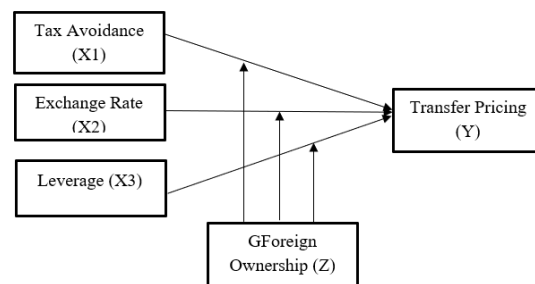 Tax Avoidance
(X1)
Exchange Rate
(X2)
Leverage (X3)
Transfer Pricing
(Y)
GForeign
Ownership (Z)